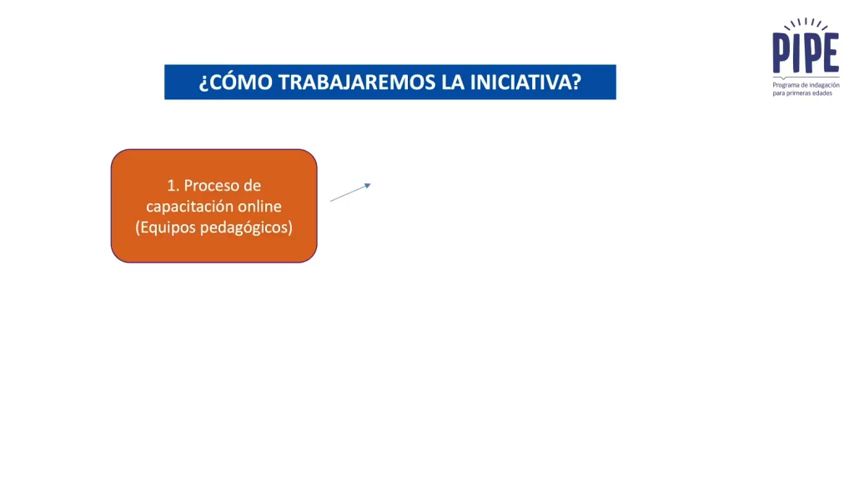 PIPE
Programa de indagación
para primeras edades
¿CÓMO TRABAJAREMOS LA INICIATIVA?
1. Proceso de
capacitación online
(Equipos pedagógicos)